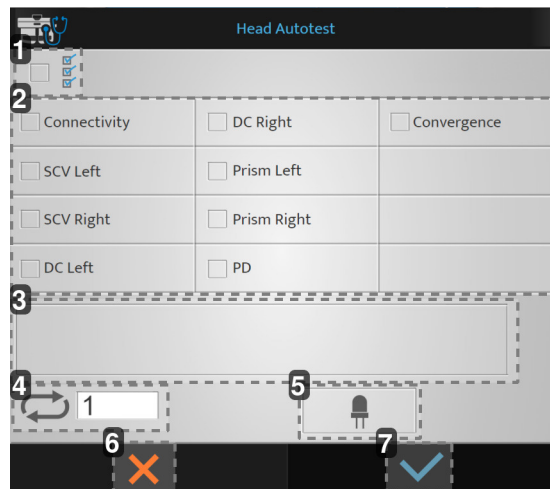 Head Autotest
1
2
Connectivity DC Right Convergence
SCV Left Prism Left
SCV Right Prism Right
DC Left PD
3
4 5
1
6 7